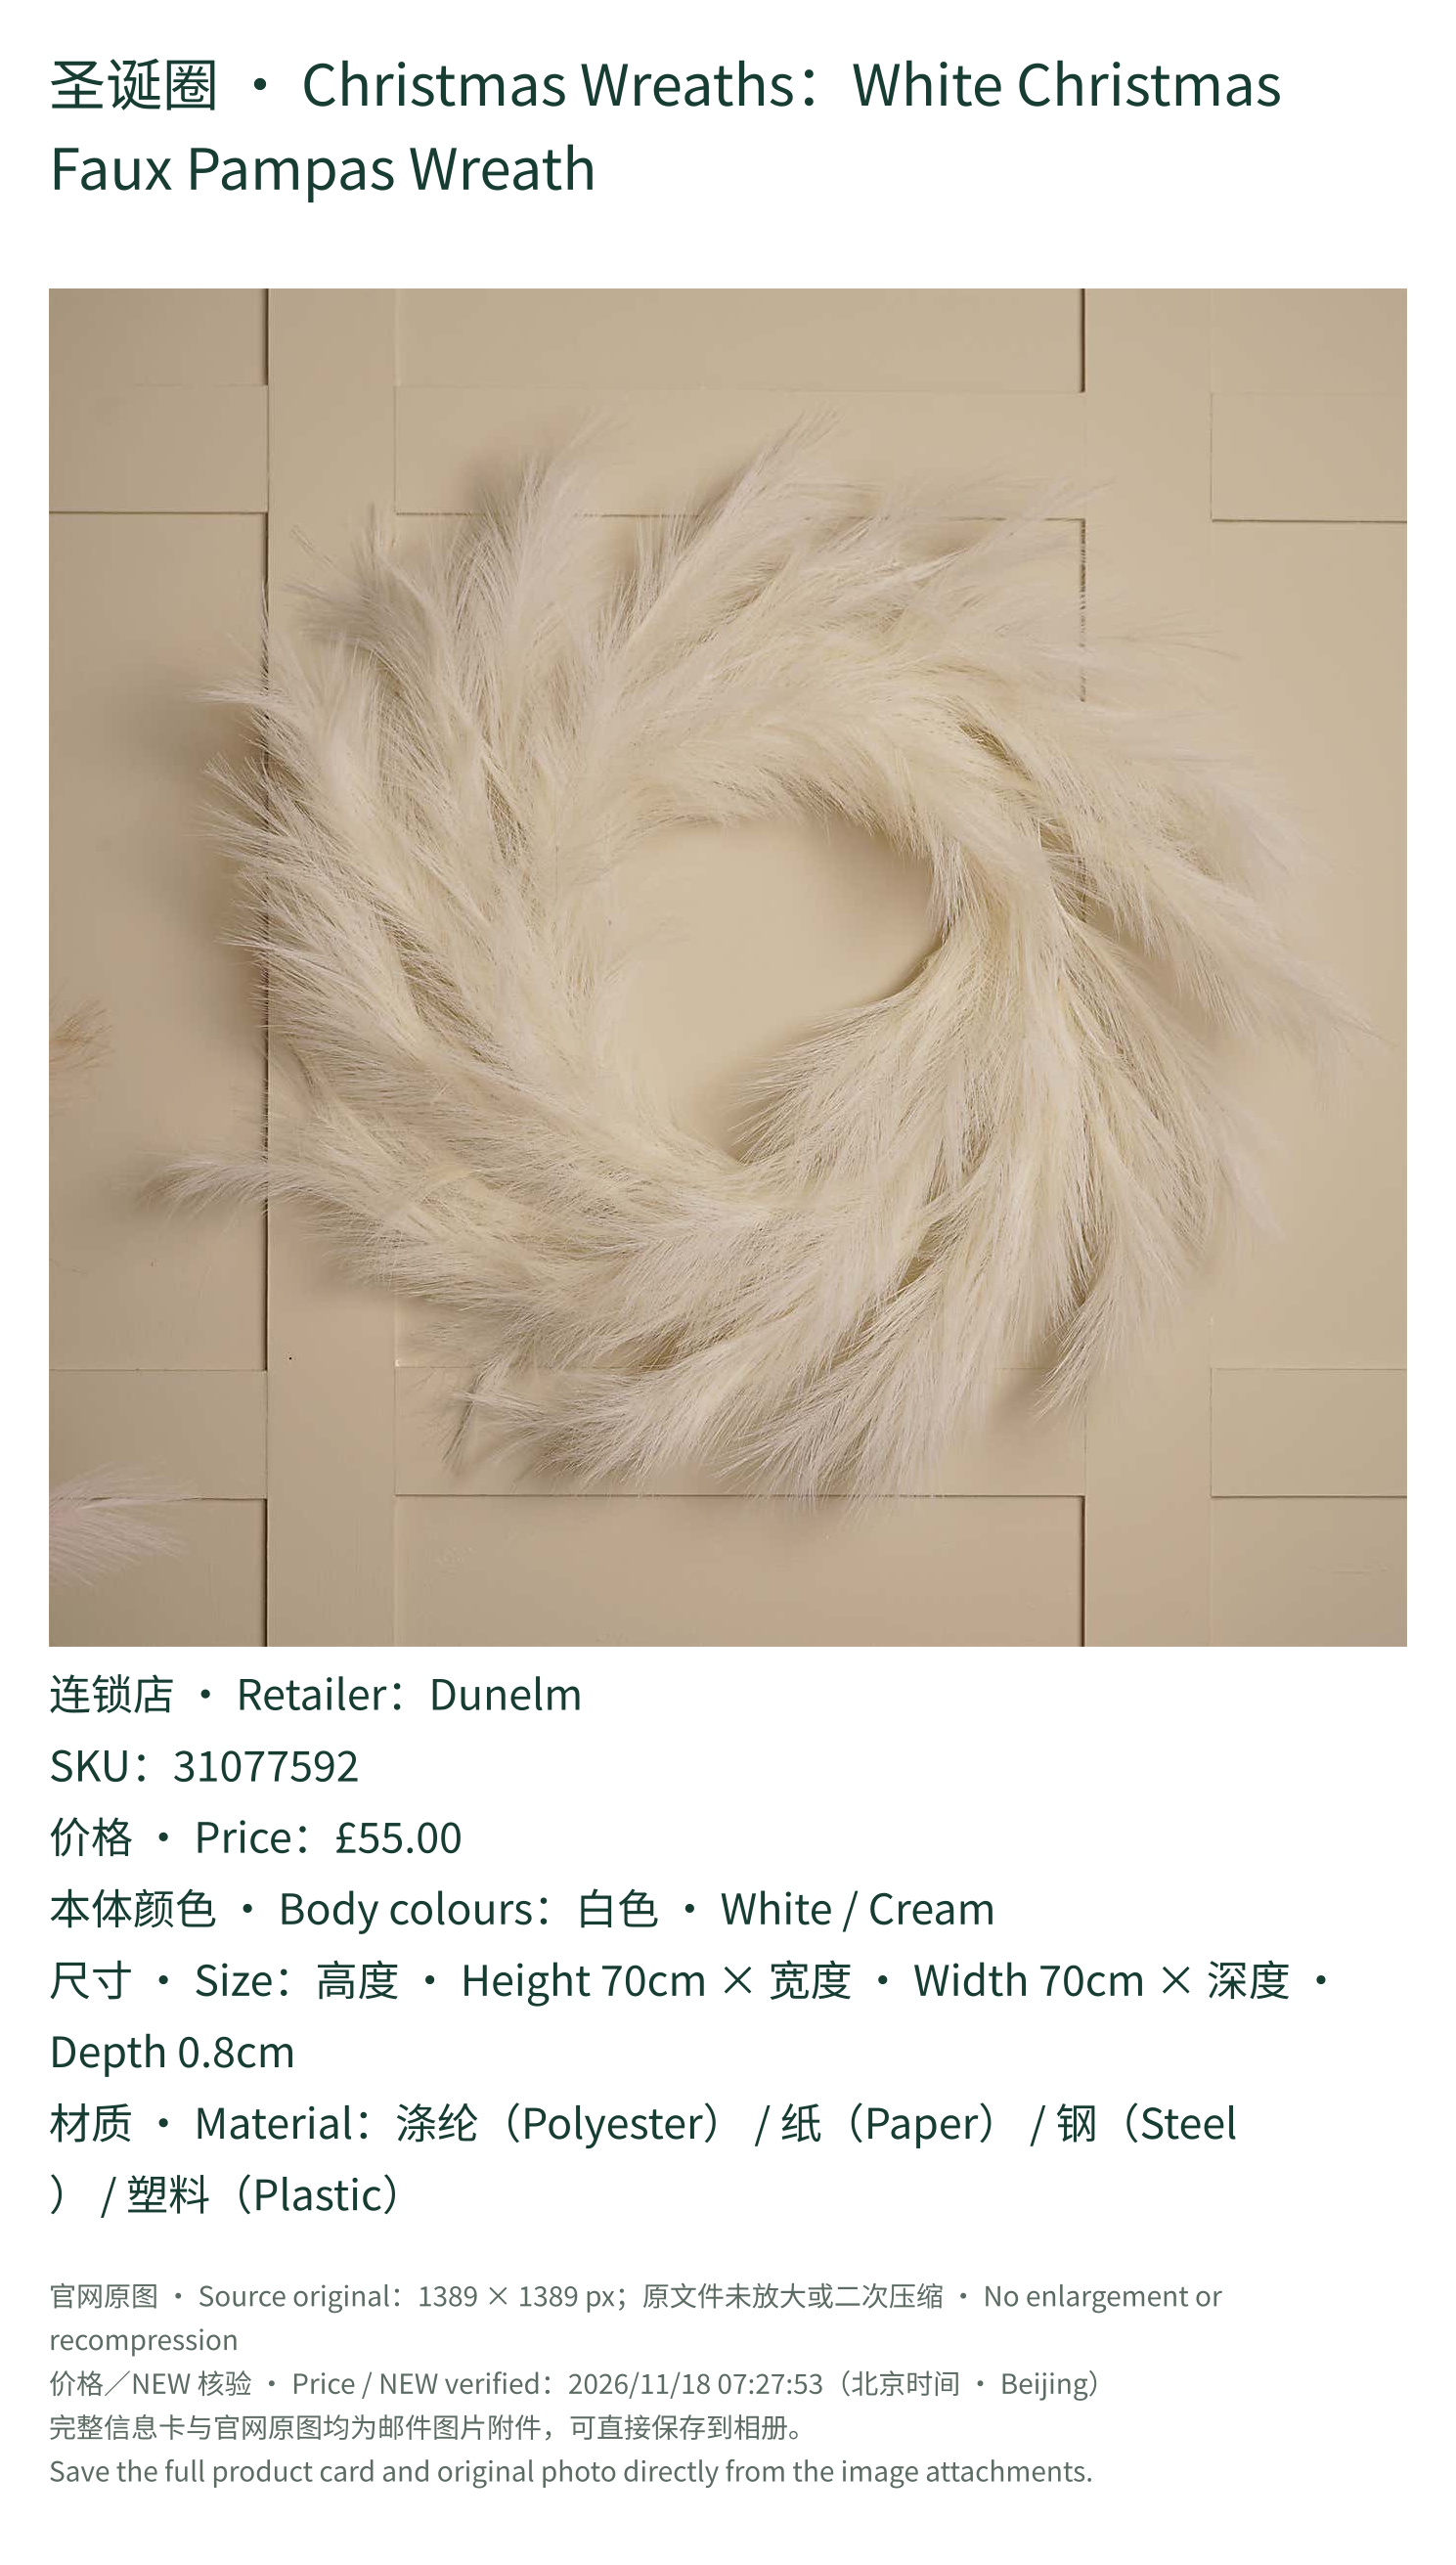 圣诞圈 · Christmas Wreaths：White Christmas
Faux Pampas Wreath
连锁店 · Retailer：Dunelm
SKU：31077592
价格 · Price：£55.00
本体颜色 · Body colours：白色 · White / Cream
尺寸 · Size：高度 · Height 70cm × 宽度 · Width 70cm × 深度 ·
Depth 0.8cm
材质 · Material：涤纶（Polyester） / 纸（Paper） / 钢（Steel
） / 塑料（Plastic）
官网原图 · Source original：1389 × 1389 px；原文件未放大或二次压缩 · No enlargement or
recompression
价格／NEW 核验 · Price / NEW verified：2026/11/18 07:27:53（北京时间 · Beijing）
完整信息卡与官网原图均为邮件图片附件，可直接保存到相册。
Save the full product card and original photo directly from the image attachments.